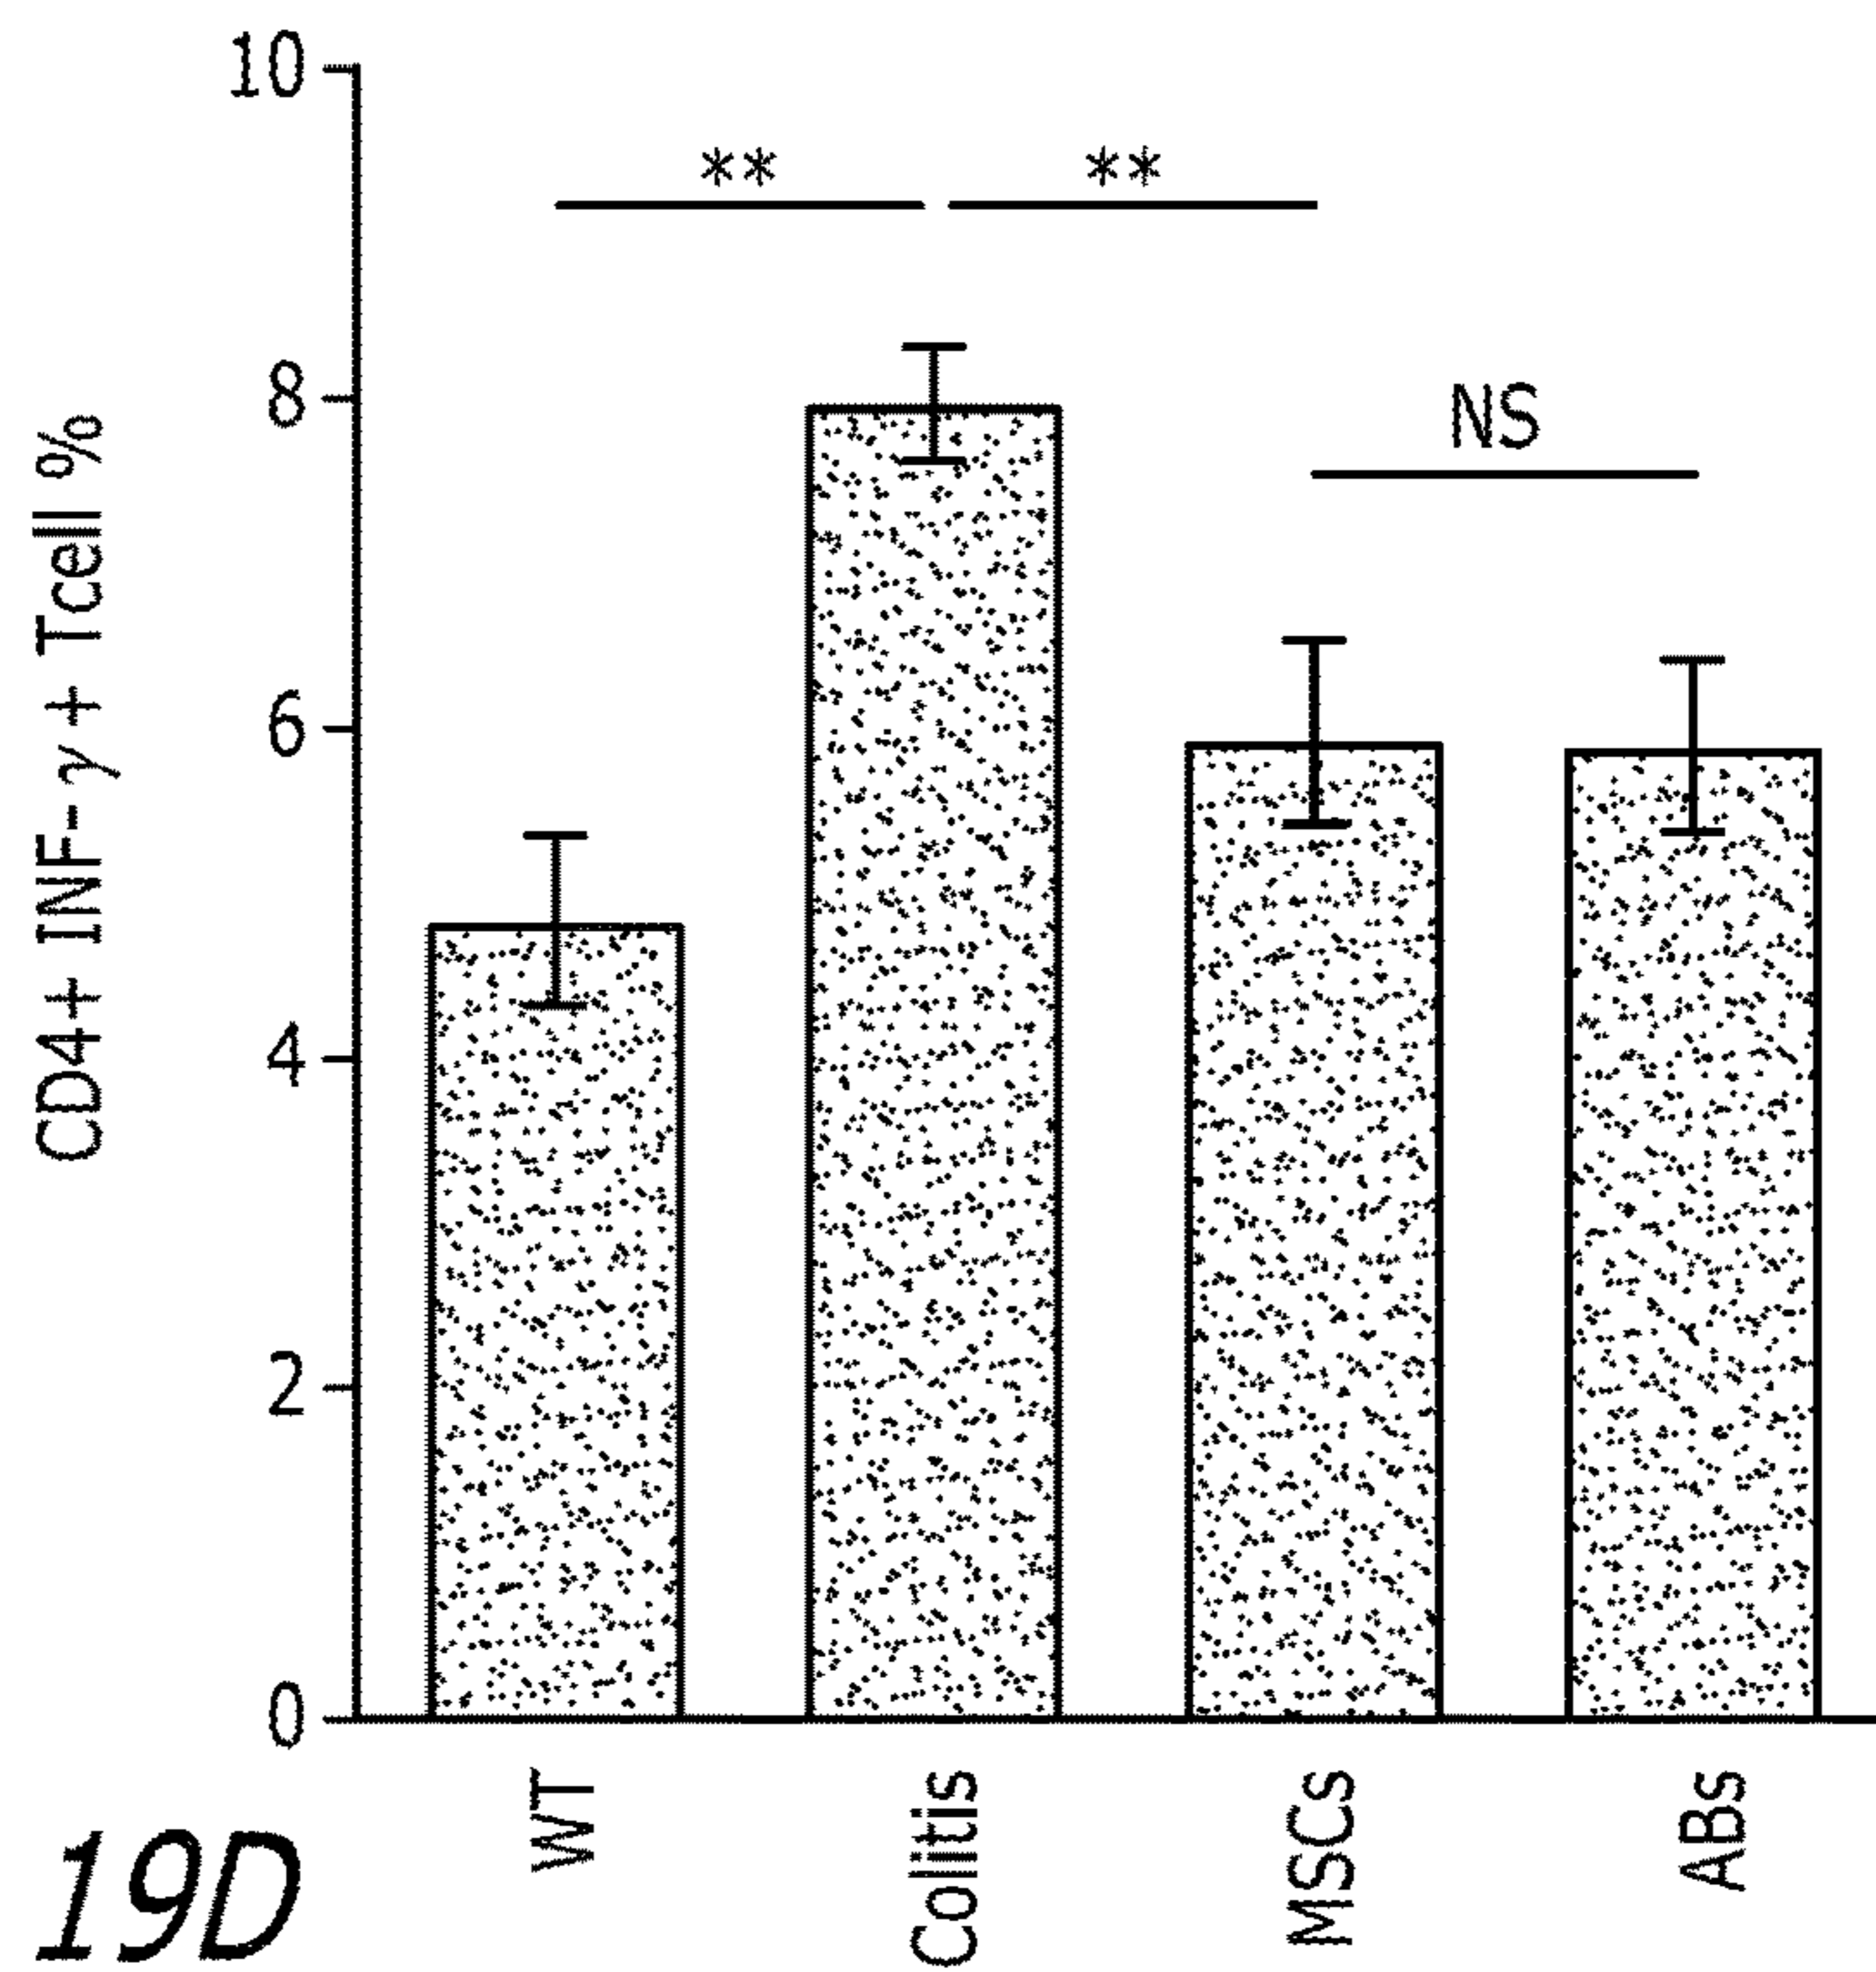 CD4+ INF-γ+ Tcell %
10
8
6
4
2
0
**
**
NS
WT
Colitis
MSCs
ABs
19D